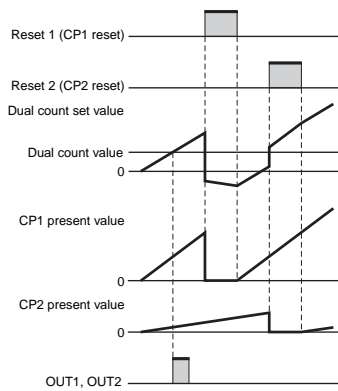 Reset 1 (CP1 reset)
Reset 2 (CP2 reset)
Dual count set value
Dual count value
0
CP1 present value
0
CP2 present value
0
OUT1, OUT2